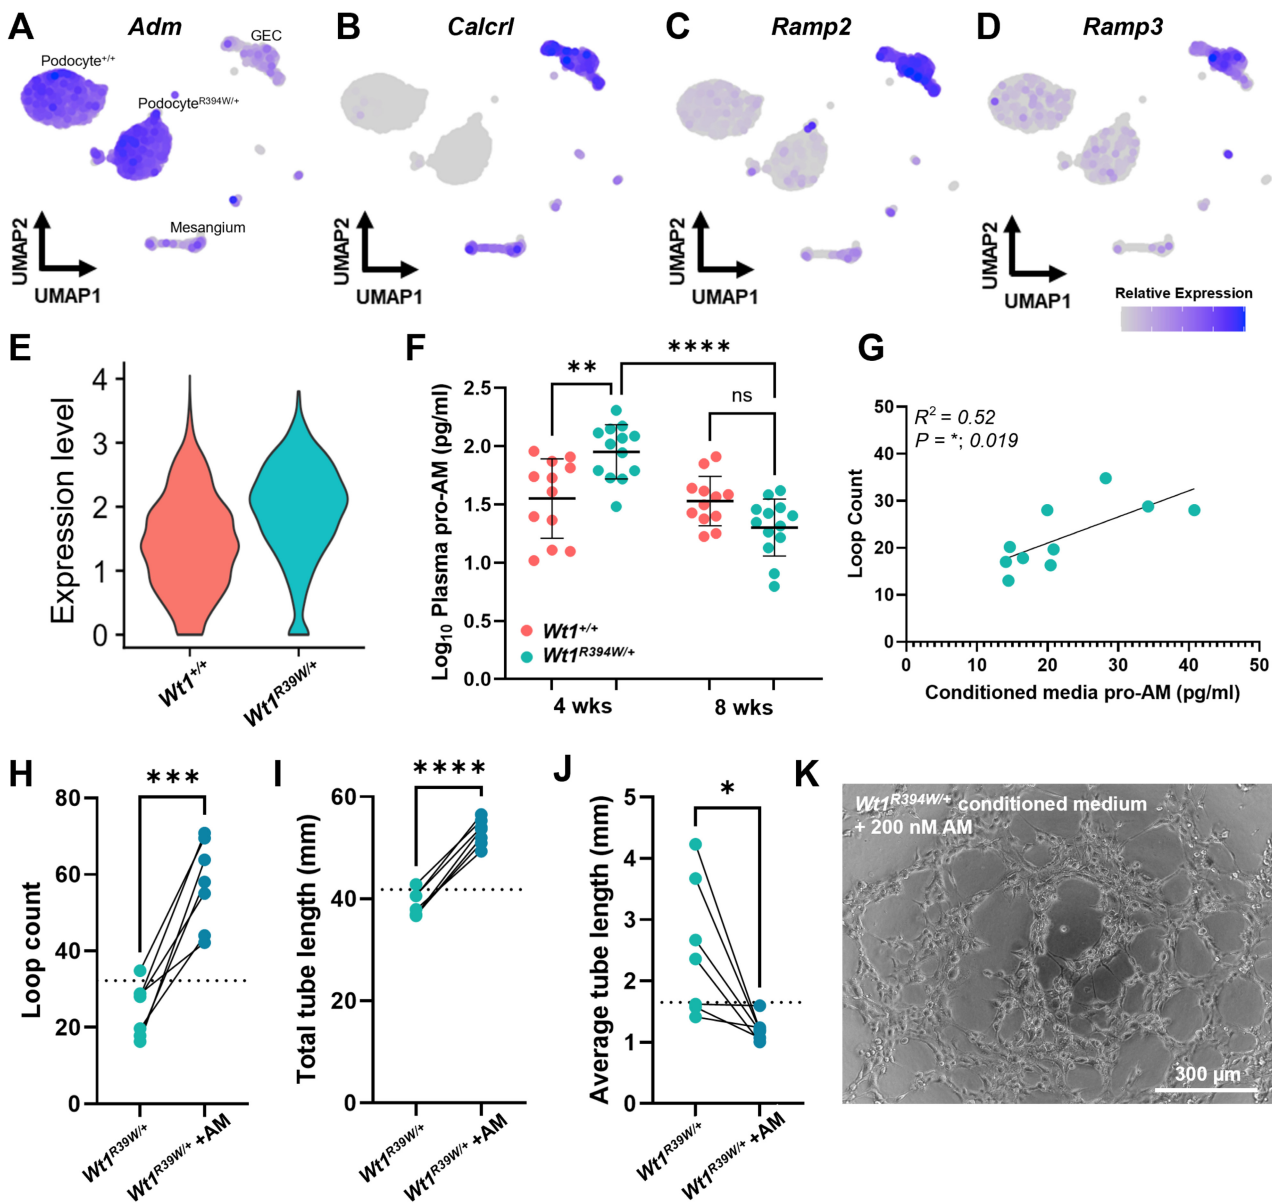 A
Adm
B
Calcrl
C
Ramp2
D
Ramp3
GEC
Podocyte+/+
PodocyteR394W/+
Mesangium
UMAP2
UMAP1
UMAP2
UMAP1
UMAP2
UMAP1
UMAP2
UMAP1
Relative Expression
E
Expression level
4
3
2
1
0
Wt1+/+
Wt1R39W/+
F
Log10 Plasma pro-AM (pg/ml)
2.5
2.0
1.5
1.0
0.5
0.0
**
****
ns
Wt1+/+
Wt1R394W/+
4 wks
8 wks
G
R2 = 0.52
P = *; 0.019
Loop Count
50
40
30
20
10
0
0
10
20
30
40
50
Conditioned media pro-AM (pg/ml)
H
***
Loop count
80
60
40
20
0
Wt1R39W/+
Wt1R39W/+ +AM
I
****
Total tube length (mm)
60
40
20
0
Wt1R39W/+
Wt1R39W/+ +AM
J
*
Average tube length (mm)
5
4
3
2
1
0
Wt1R39W/+
Wt1R39W/+ +AM
K
Wt1R394W/+ conditioned medium
+ 200 nM AM
300 µm